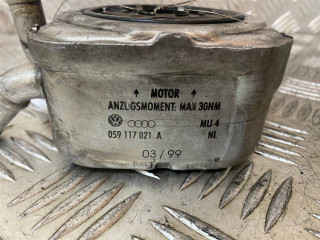 ↑ MOTOR ↑
ANZUGSMOMENT: MAX 30NM
MU 4
059 117 021 A NL
03/99